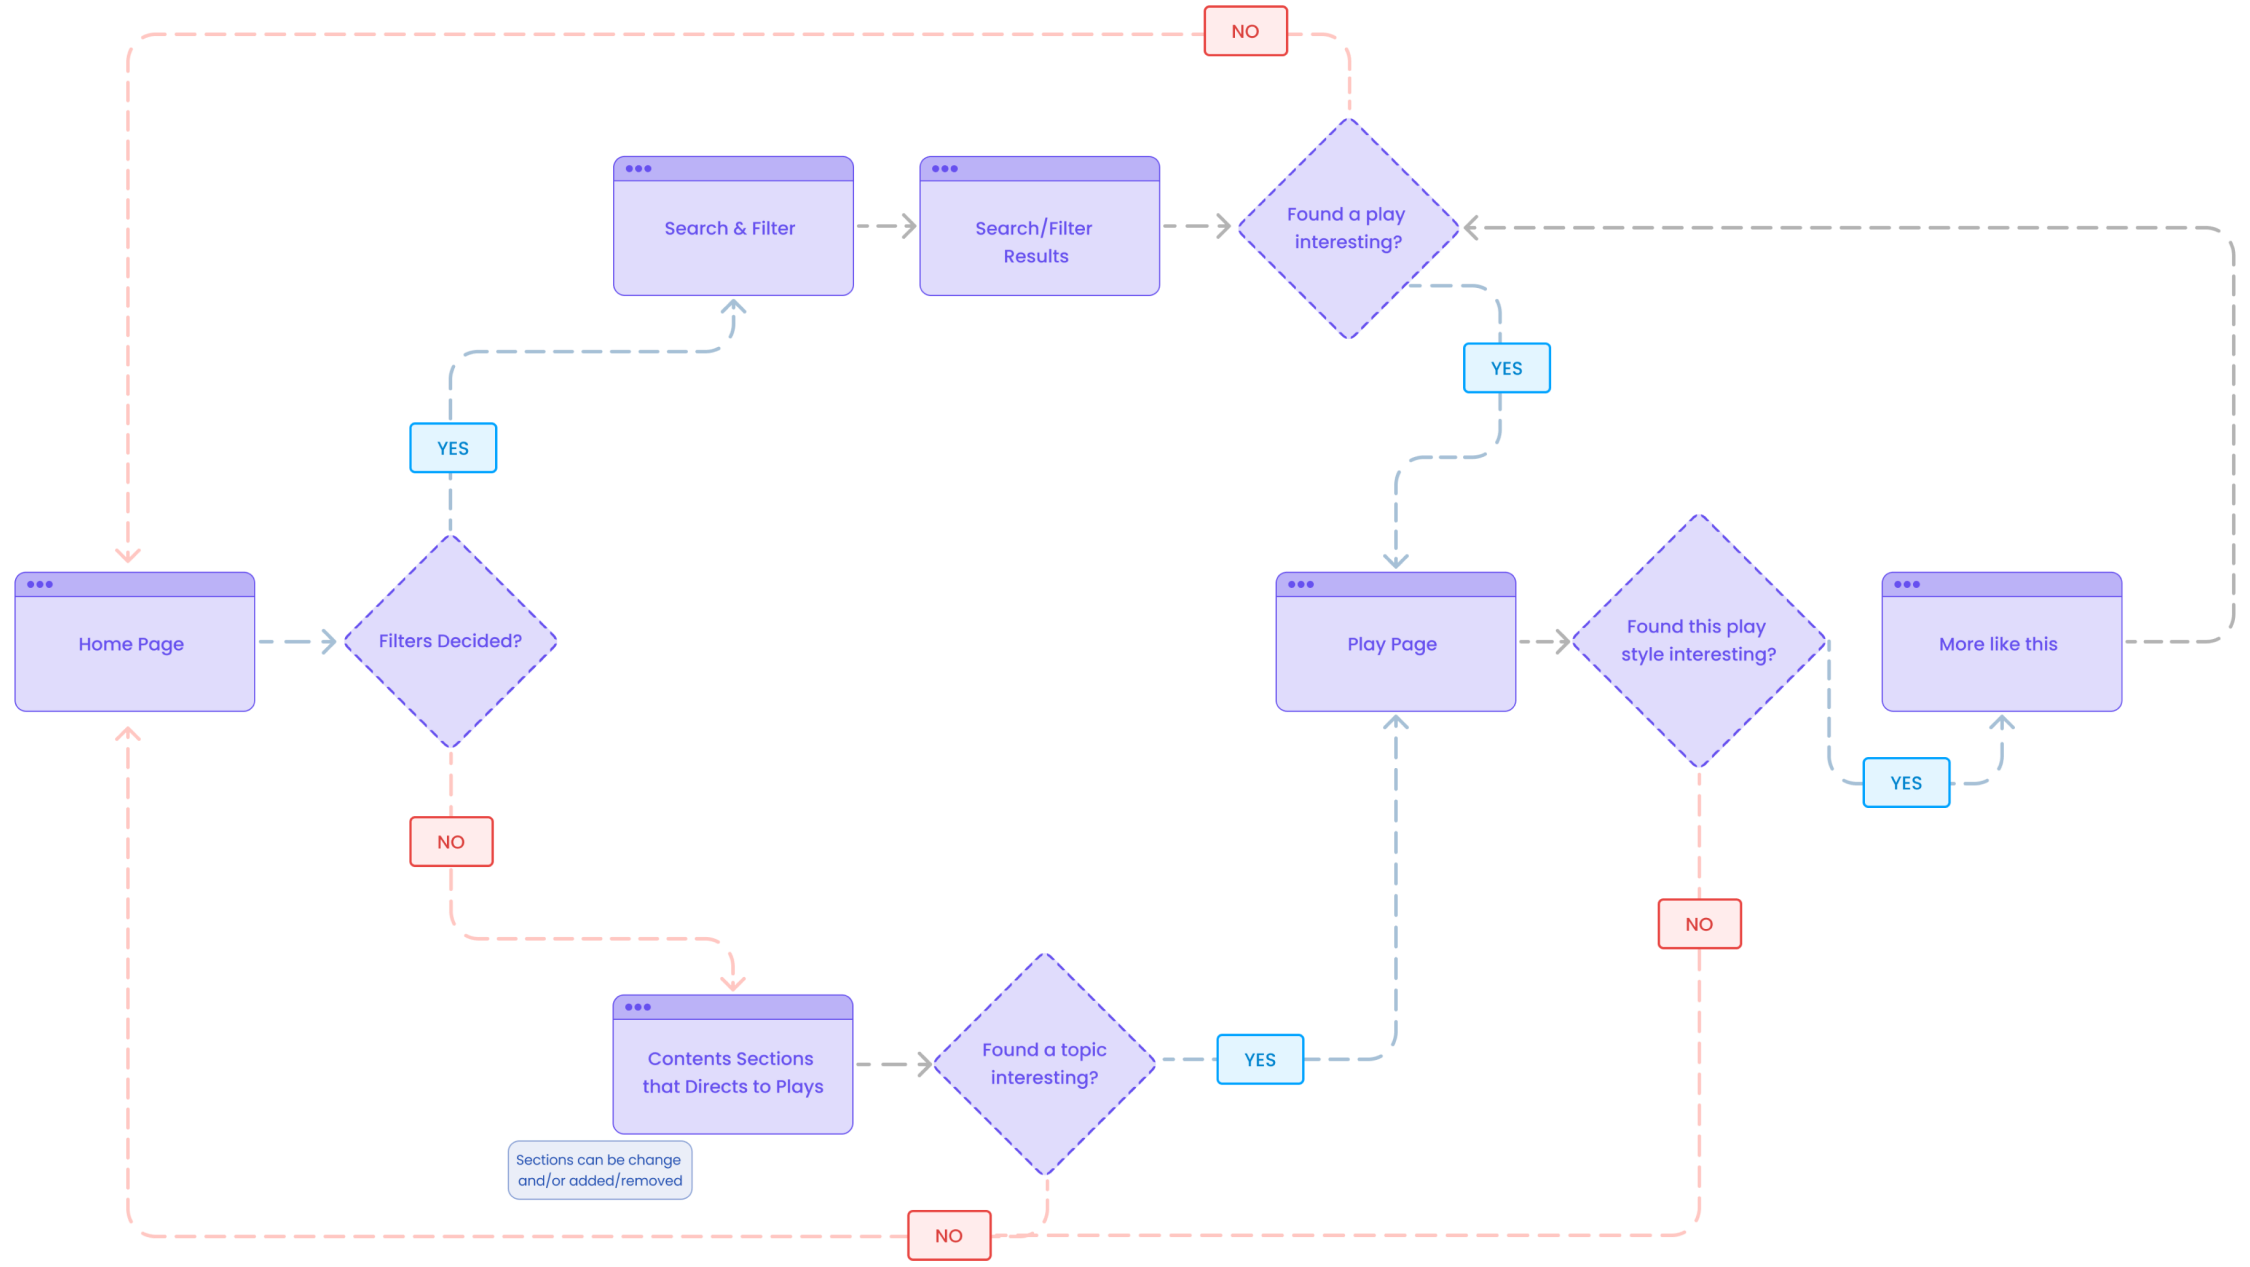 NO
Search & Filter
Search/Filter
Results
Found a play
interesting?
YES
YES
Home Page
Filters Decided?
Play Page
Found this play
style interesting?
More like this
YES
NO
NO
Contents Sections
that Directs to Plays
Found a topic
interesting?
YES
Sections can be change
and/or added/removed
NO